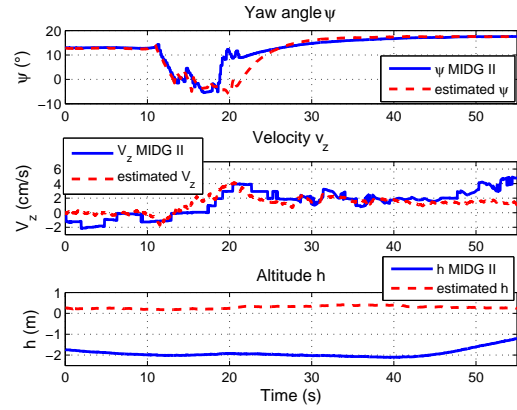 Yaw angle ψ
20
10
0
−10
ψ (°)
0
10
20
30
40
50
ψ MIDG II
estimated ψ
Velocity v_z
V_z MIDG II
estimated V_z
6
4
2
0
−2
V_z (cm/s)
0
10
20
30
40
50
Altitude h
h MIDG II
estimated h
1
0
−1
−2
−3
h (m)
0
10
20
30
40
50
Time (s)